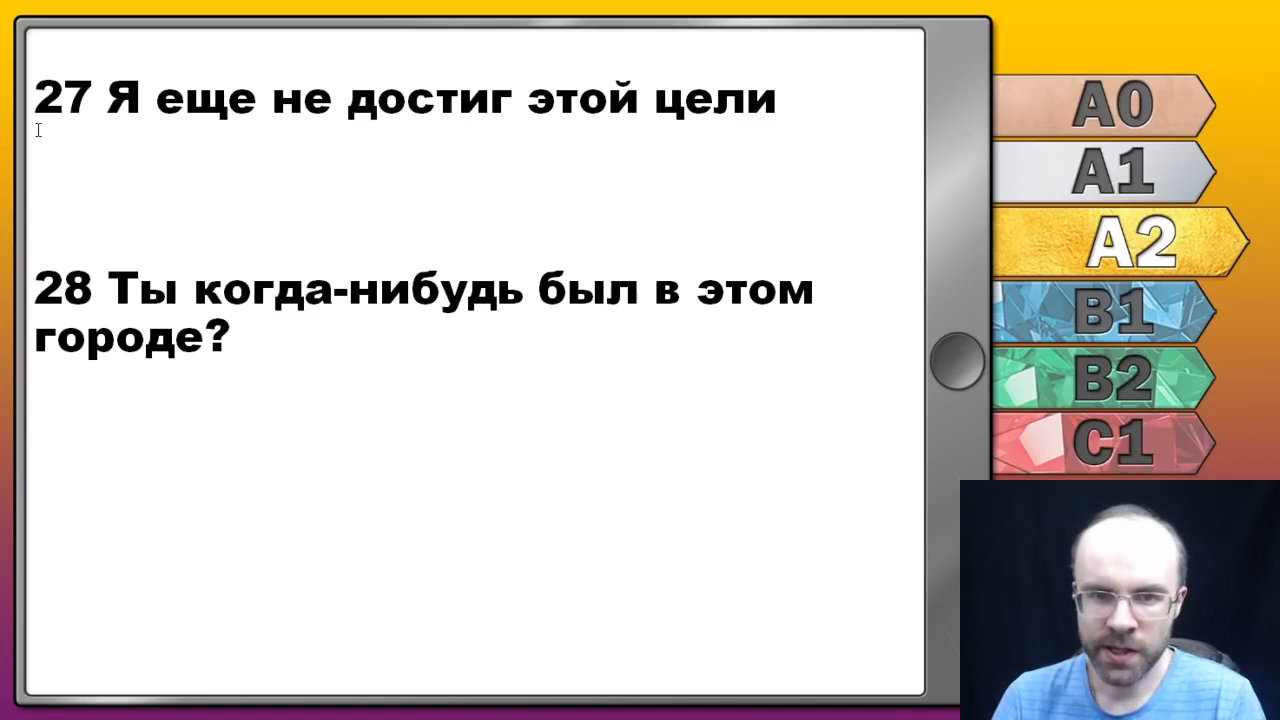 27 Я еще не достиг этой цели
28 Ты когда-нибудь был в этом
городе?
A0
A1
A2
B1
B2
C1